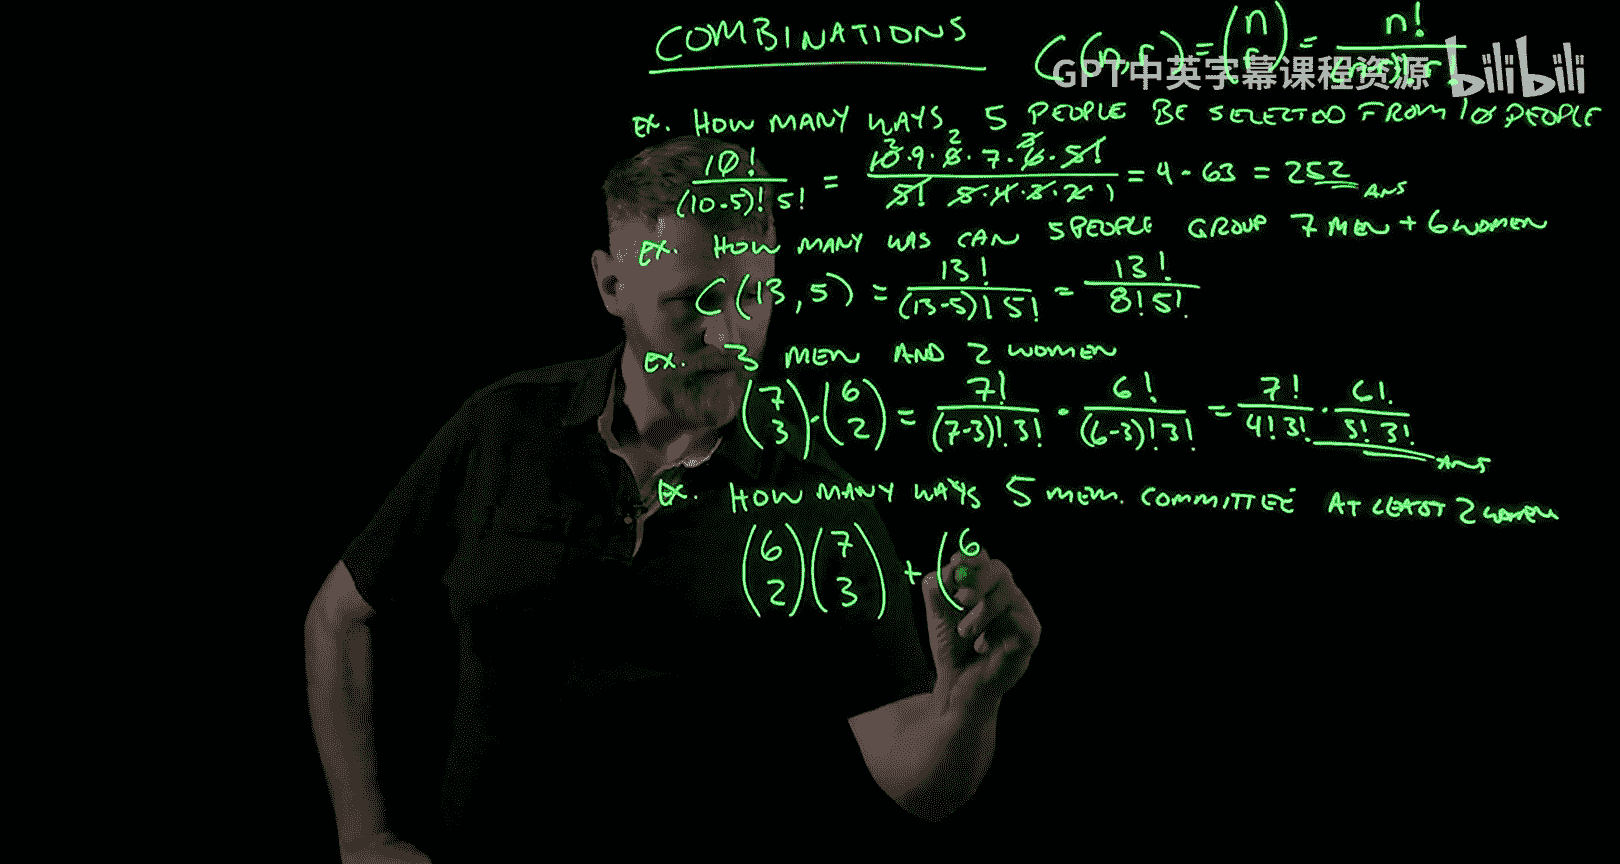 COMBINATIONS C(n,r) = (n r) = n! / (n-r)! r!
GPT中英字幕课程资源 bilibili
EX. HOW MANY WAYS 5 PEOPLE BE SELECTED FROM 10 PEOPLE
10! / (10-5)! 5! = 10·9·8·7·6·5! / 5! 5·4·3·2·1 = 4·63 = 252 ANS
2 2 2
EX. HOW MANY WAS CAN 5 PEOPLE GROUP 7 MEN + 6 WOMEN
C(13,5) = 13! / (13-5)! 5! = 13! / 8! 5!
EX. 3 MEN AND 2 WOMEN
(7 3)·(6 2) = 7! / (7-3)! 3! · 6! / (6-3)! 3! = 7! / 4! 3! · 6! / 3! 3! ANS
EX. HOW MANY WAYS 5 MEM. COMMITTEE AT LEAST 2 WOMEN
(6 2)(7 3) + (6